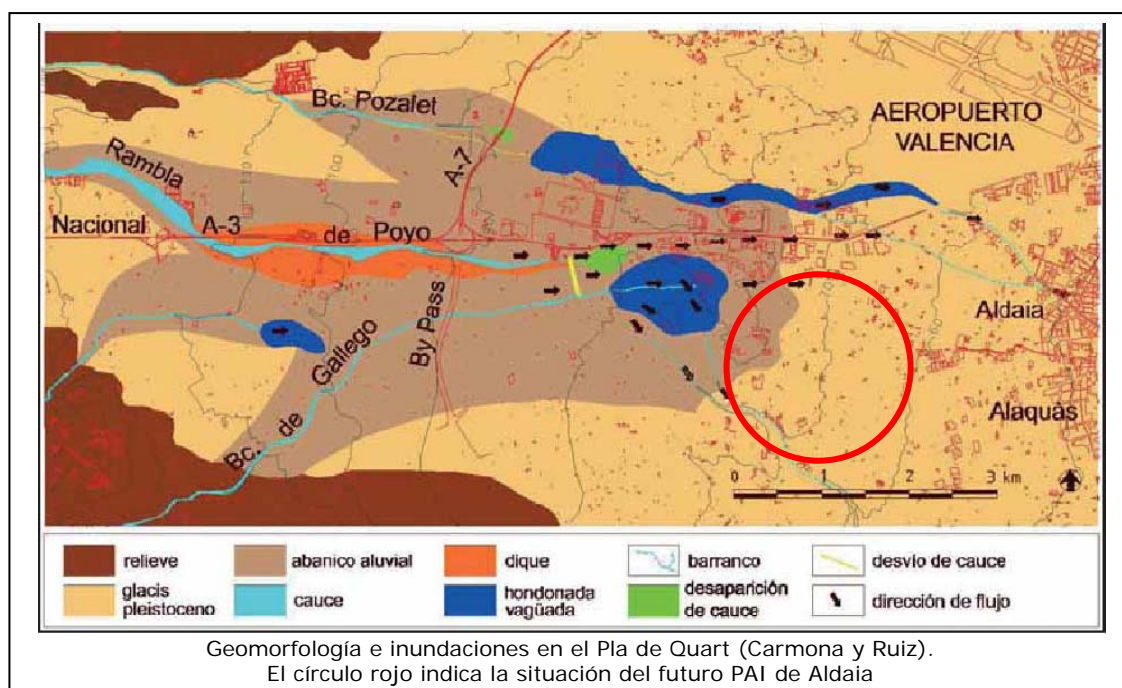 Bc. Pozalet
AEROPUERTO
VALENCIA
A-7
Rambla
Nacional
A-3
de
Poyo
Aldaia
By Pass
Gallego
de
Bc.
Alaquàs
0 1 2 3 km
relieve
abanico aluvial
dique
barranco
desvio de cauce
glacis
pleistoceno
cauce
hondonada
vagüada
desaparición
de cauce
dirección de flujo
Geomorfología e inundaciones en el Pla de Quart (Carmona y Ruiz).
El círculo rojo indica la situación del futuro PAI de Aldaia